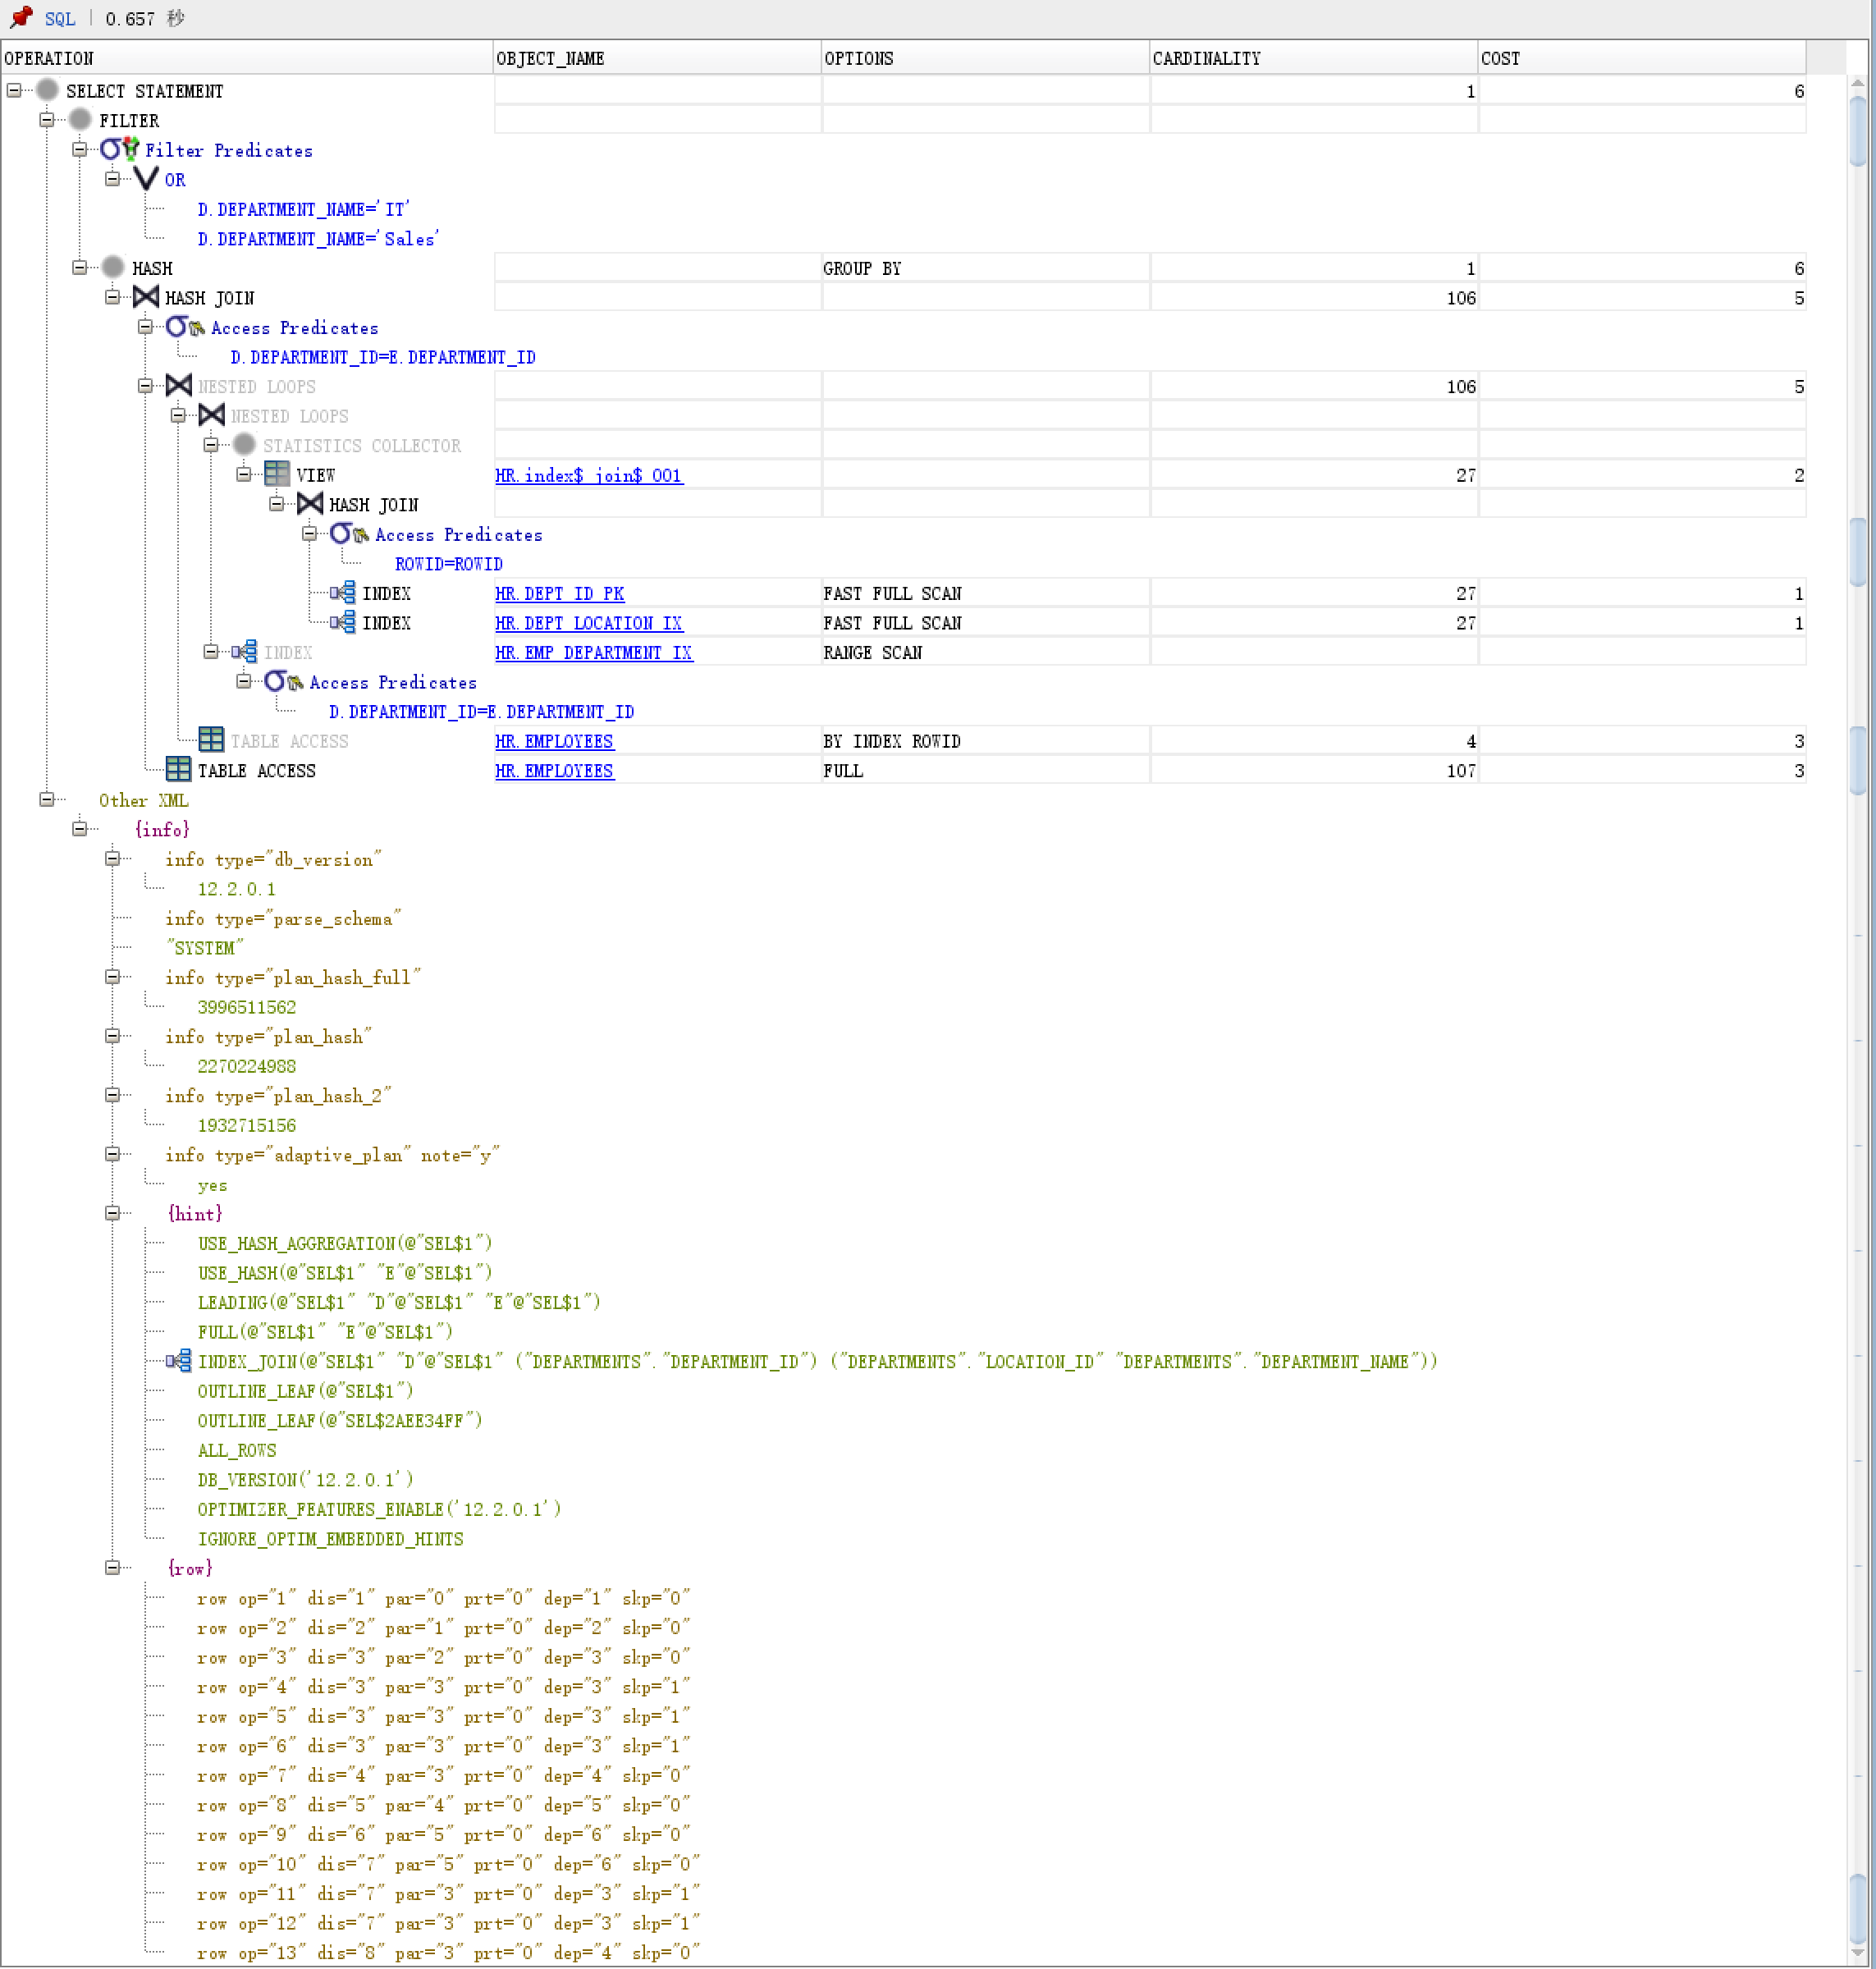 SQL | 0.657 秒
OPERATION OBJECT_NAME OPTIONS CARDINALITY COST
SELECT STATEMENT 1 6
FILTER
Filter Predicates
OR
D.DEPARTMENT_NAME='IT'
D.DEPARTMENT_NAME='Sales'
HASH GROUP BY 1 6
HASH JOIN 106 5
Access Predicates
D.DEPARTMENT_ID=E.DEPARTMENT_ID
NESTED LOOPS 106 5
NESTED LOOPS
STATISTICS COLLECTOR
VIEW HR.index$_join$_001 27 2
HASH JOIN
Access Predicates
ROWID=ROWID
INDEX HR.DEPT_ID_PK FAST FULL SCAN 27 1
INDEX HR.DEPT_LOCATION_IX FAST FULL SCAN 27 1
INDEX HR.EMP_DEPARTMENT_IX RANGE SCAN
Access Predicates
D.DEPARTMENT_ID=E.DEPARTMENT_ID
TABLE ACCESS HR.EMPLOYEES BY INDEX ROWID 4 3
TABLE ACCESS HR.EMPLOYEES FULL 107 3
Other XML
{info}
info type="db_version"
12.2.0.1
info type="parse_schema"
"SYSTEM"
info type="plan_hash_full"
3996511562
info type="plan_hash"
2270224988
info type="plan_hash_2"
1932715156
info type="adaptive_plan" note="y"
yes
{hint}
USE_HASH_AGGREGATION(@"SEL$1")
USE_HASH(@"SEL$1" "E"@"SEL$1")
LEADING(@"SEL$1" "D"@"SEL$1" "E"@"SEL$1")
FULL(@"SEL$1" "E"@"SEL$1")
INDEX_JOIN(@"SEL$1" "D"@"SEL$1" ("DEPARTMENTS"."DEPARTMENT_ID") ("DEPARTMENTS"."LOCATION_ID" "DEPARTMENTS"."DEPARTMENT_NAME"))
OUTLINE_LEAF(@"SEL$1")
OUTLINE_LEAF(@"SEL$2AEE34FF")
ALL_ROWS
DB_VERSION('12.2.0.1')
OPTIMIZER_FEATURES_ENABLE('12.2.0.1')
IGNORE_OPTIM_EMBEDDED_HINTS
{row}
row op="1" dis="1" par="0" prt="0" dep="1" skp="0"
row op="2" dis="2" par="1" prt="0" dep="2" skp="0"
row op="3" dis="3" par="2" prt="0" dep="3" skp="0"
row op="4" dis="3" par="3" prt="0" dep="3" skp="1"
row op="5" dis="3" par="3" prt="0" dep="3" skp="1"
row op="6" dis="3" par="3" prt="0" dep="3" skp="1"
row op="7" dis="4" par="3" prt="0" dep="4" skp="0"
row op="8" dis="5" par="4" prt="0" dep="5" skp="0"
row op="9" dis="6" par="5" prt="0" dep="6" skp="0"
row op="10" dis="7" par="5" prt="0" dep="6" skp="0"
row op="11" dis="7" par="3" prt="0" dep="3" skp="1"
row op="12" dis="7" par="3" prt="0" dep="3" skp="1"
row op="13" dis="8" par="3" prt="0" dep="4" skp="0"